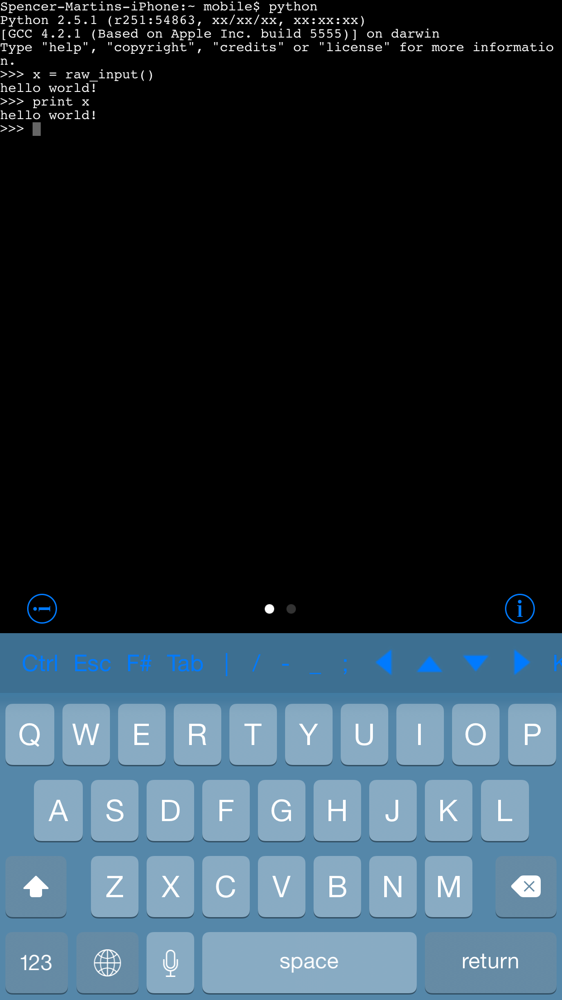 Spencer-Martins-iPhone:~ mobile$ python
Python 2.5.1 (r251:54863, xx/xx/xx, xx:xx:xx)
[GCC 4.2.1 (Based on Apple Inc. build 5555)] on darwin
Type "help", "copyright", "credits" or "license" for more informatio
n.
>>> x = raw_input()
hello world!
>>> print x
hello world!
>>>
Ctrl Esc F# Tab | / - _ ; ◀ ▲ ▼ ▶ K
Q W E R T Y U I O P
A S D F G H J K L
Z X C V B N M
123 space return